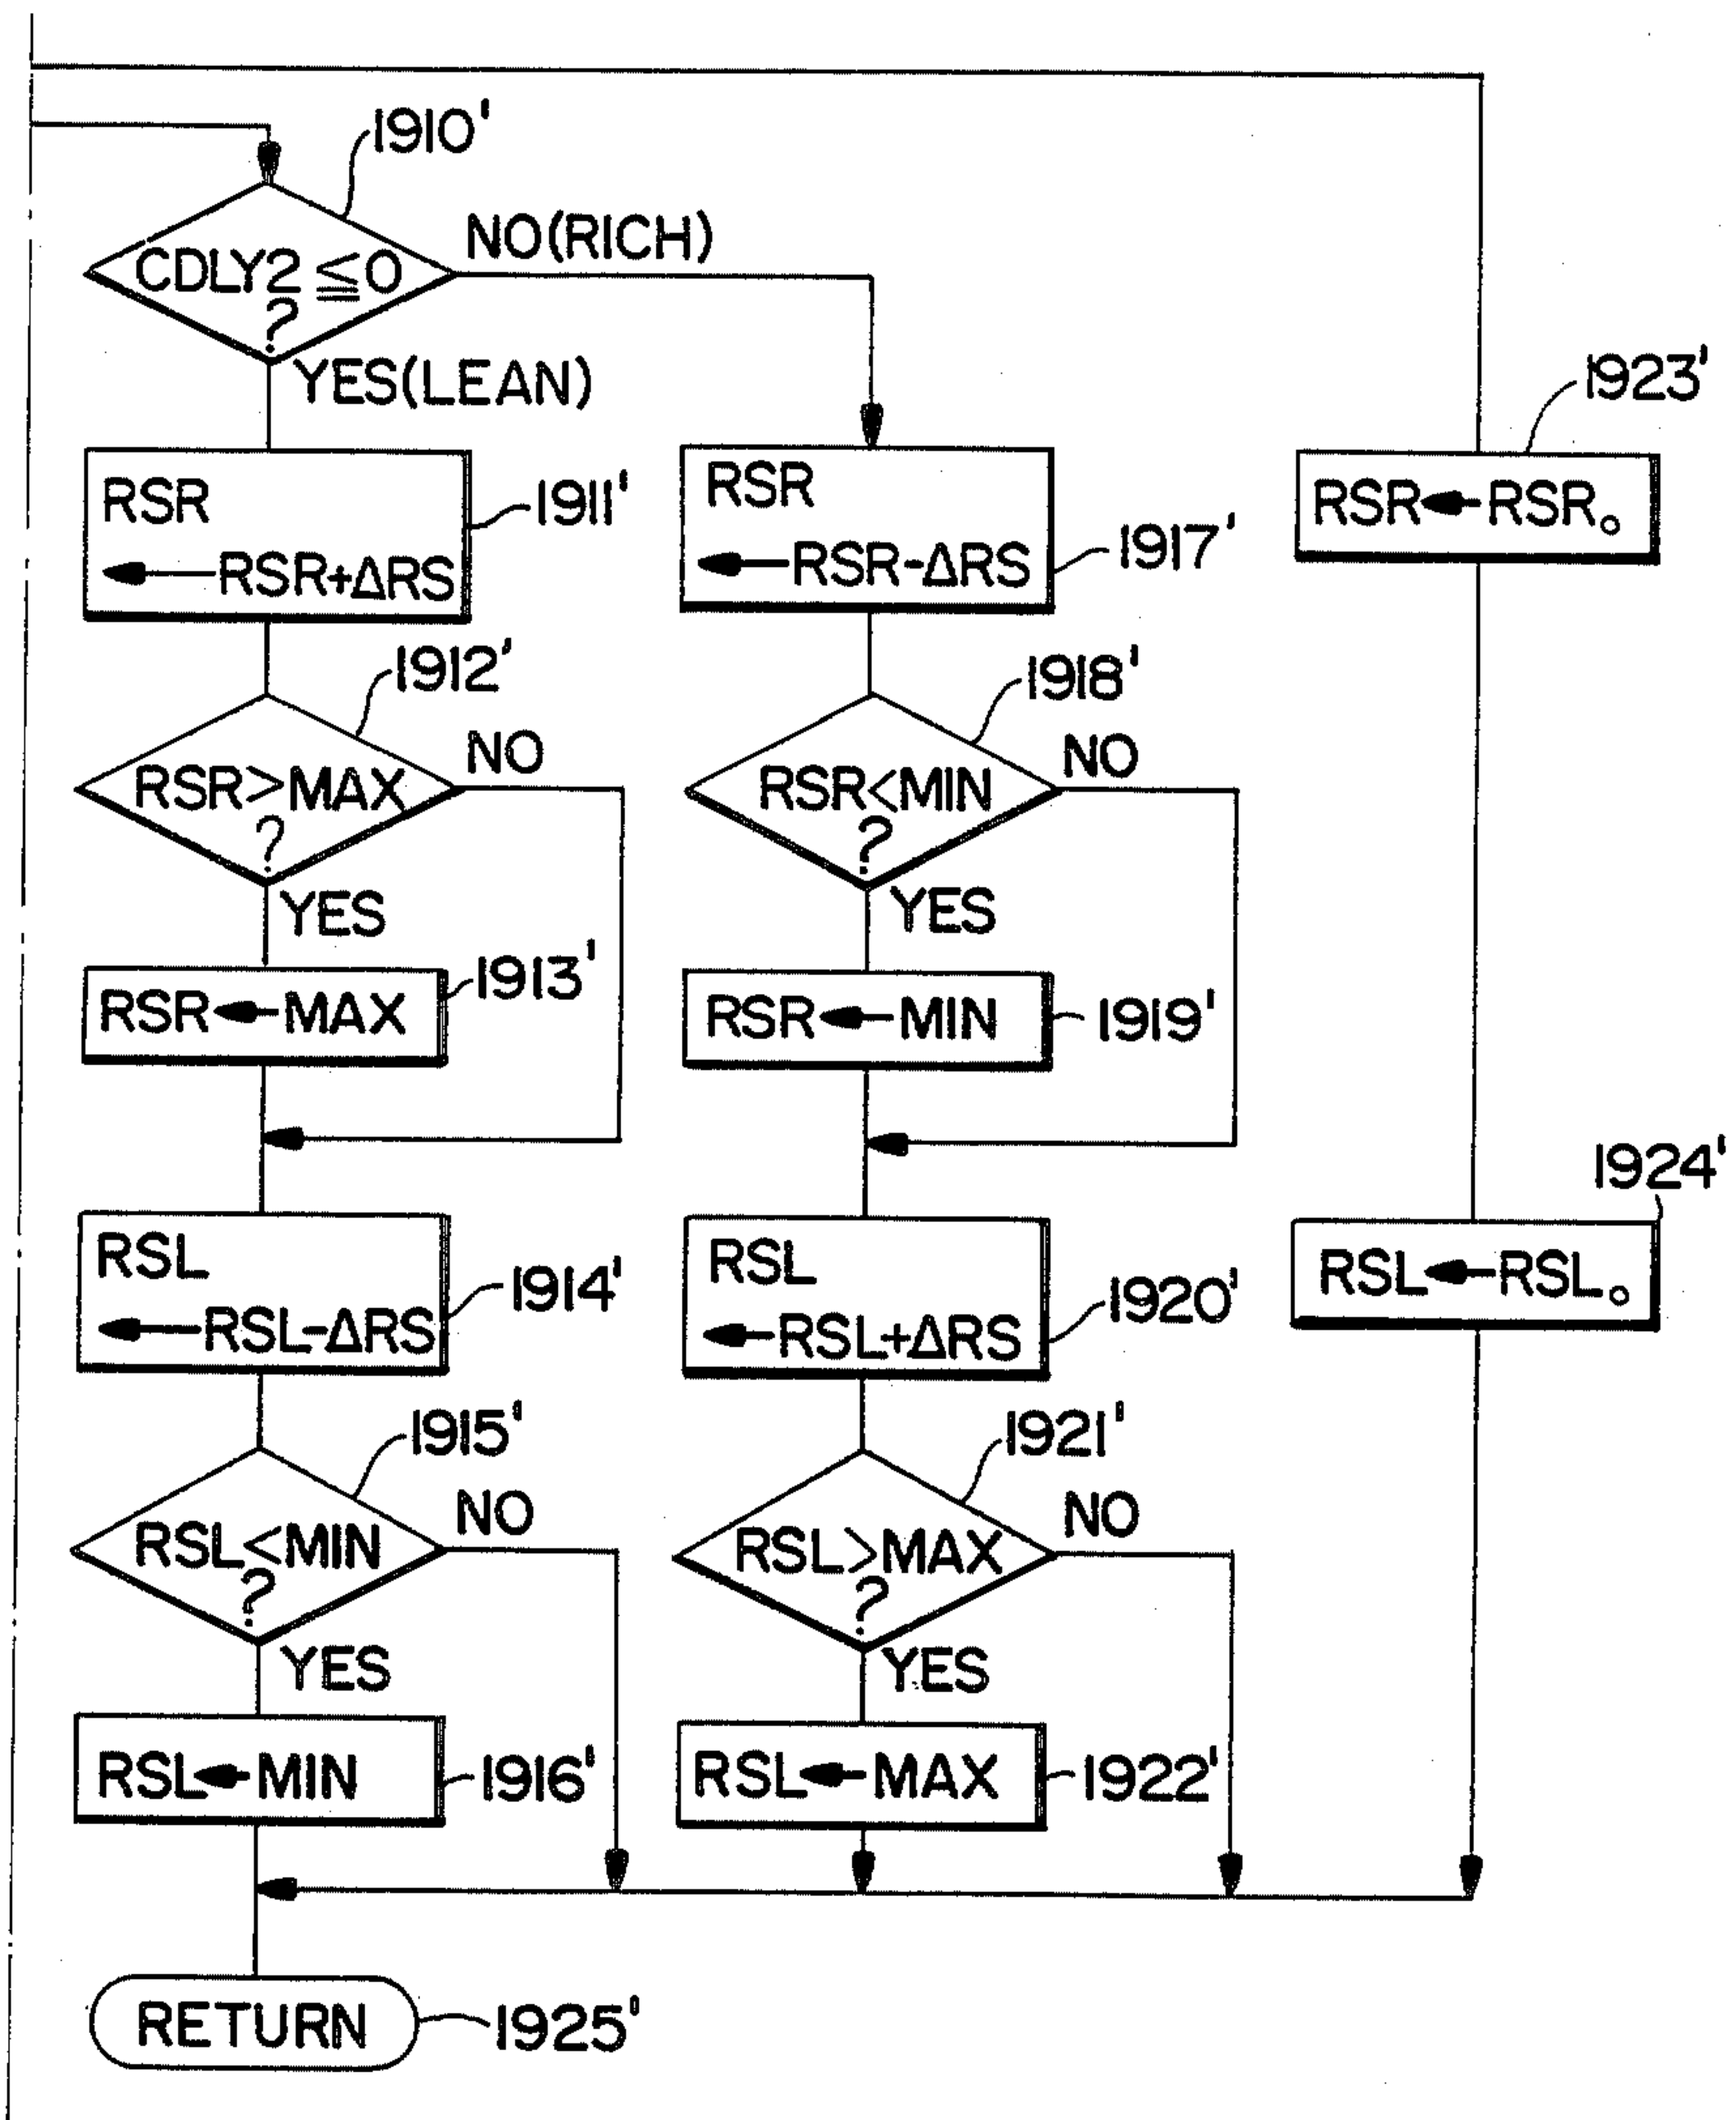 1910'
CDLY2≦0
?
NO(RICH)
YES(LEAN)
RSR
←RSR+ΔRS
1911'
1912'
RSR>MAX
?
NO
YES
RSR←MAX
1913'
RSL
←RSL-ΔRS
1914'
1915'
RSL<MIN
?
NO
YES
RSL←MIN
1916'
RETURN
1925'
RSR
←RSR-ΔRS
1917'
1918'
RSR<MIN
?
NO
YES
RSR←MIN
1919'
RSL
←RSL+ΔRS
1920'
1921'
RSL>MAX
?
NO
YES
RSL←MAX
1922'
1923'
RSR←RSR₀
1924'
RSL←RSL₀